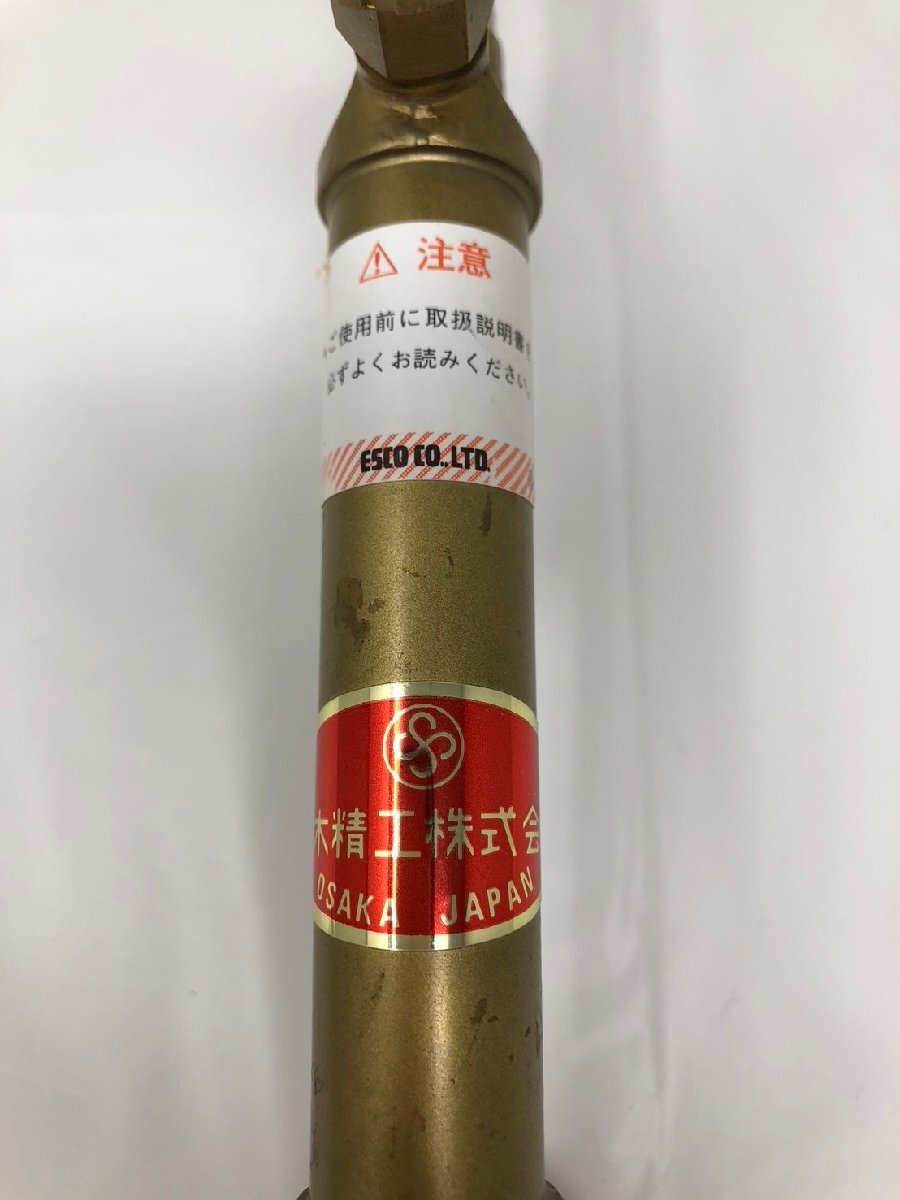 注意
ご使用前に取扱説明書
必ずよくお読みください。
ESCO CO.,LTD.
木精工株式会
OSAKA JAPAN